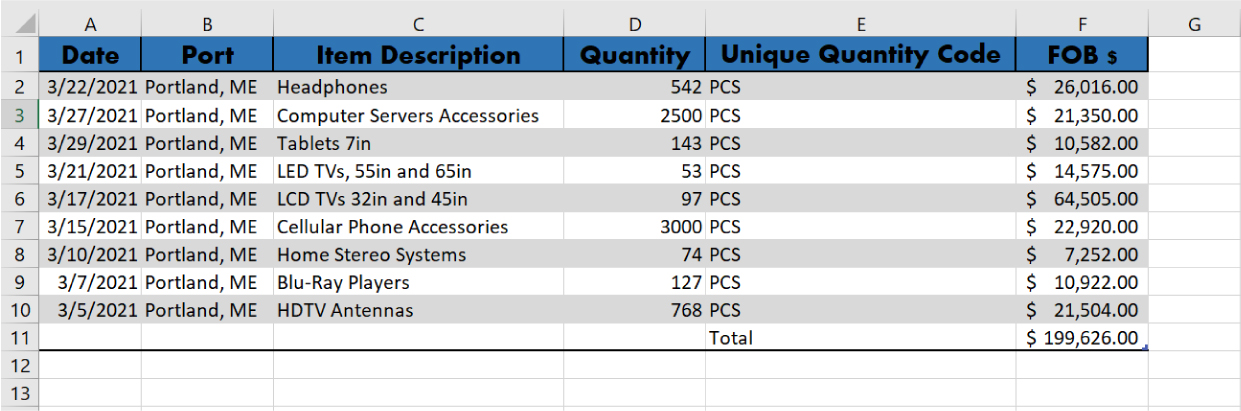 A B C D E F G
1 Date Port Item Description Quantity Unique Quantity Code FOB $
2 3/22/2021 Portland, ME Headphones 542 PCS $ 26,016.00
3 3/27/2021 Portland, ME Computer Servers Accessories 2500 PCS $ 21,350.00
4 3/29/2021 Portland, ME Tablets 7in 143 PCS $ 10,582.00
5 3/21/2021 Portland, ME LED TVs, 55in and 65in 53 PCS $ 14,575.00
6 3/17/2021 Portland, ME LCD TVs 32in and 45in 97 PCS $ 64,505.00
7 3/15/2021 Portland, ME Cellular Phone Accessories 3000 PCS $ 22,920.00
8 3/10/2021 Portland, ME Home Stereo Systems 74 PCS $ 7,252.00
9 3/7/2021 Portland, ME Blu-Ray Players 127 PCS $ 10,922.00
10 3/5/2021 Portland, ME HDTV Antennas 768 PCS $ 21,504.00
11 Total $ 199,626.00
12
13